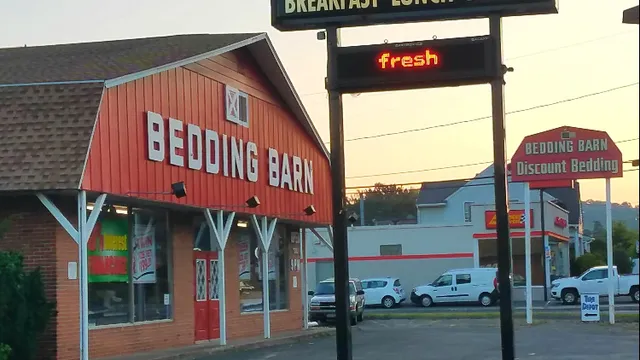 BREAKFAST LUNCH
fresh
BEDDING BARN
BEDDING BARN
Discount Bedding